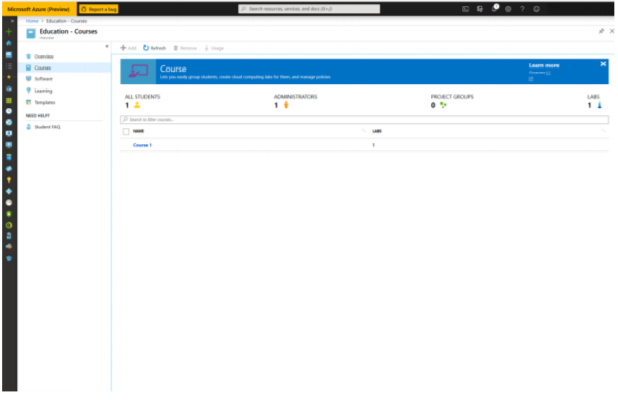 Microsoft Azure (Preview)
Report a bug
Search resources, services, and docs (G+/)
Home > Education - Courses
Education - Courses
Add
Refresh
Remove
Usage
Overview
Courses
Software
Learning
Templates
NEED HELP?
Student FAQ
Course
Lets you easily group students, create cloud computing labs for them, and manage policies
Learn more
ALL STUDENTS
1
ADMINISTRATORS
1
PROJECT GROUPS
0
LABS
1
Search to filter courses...
NAME
LABS
Course 1
1